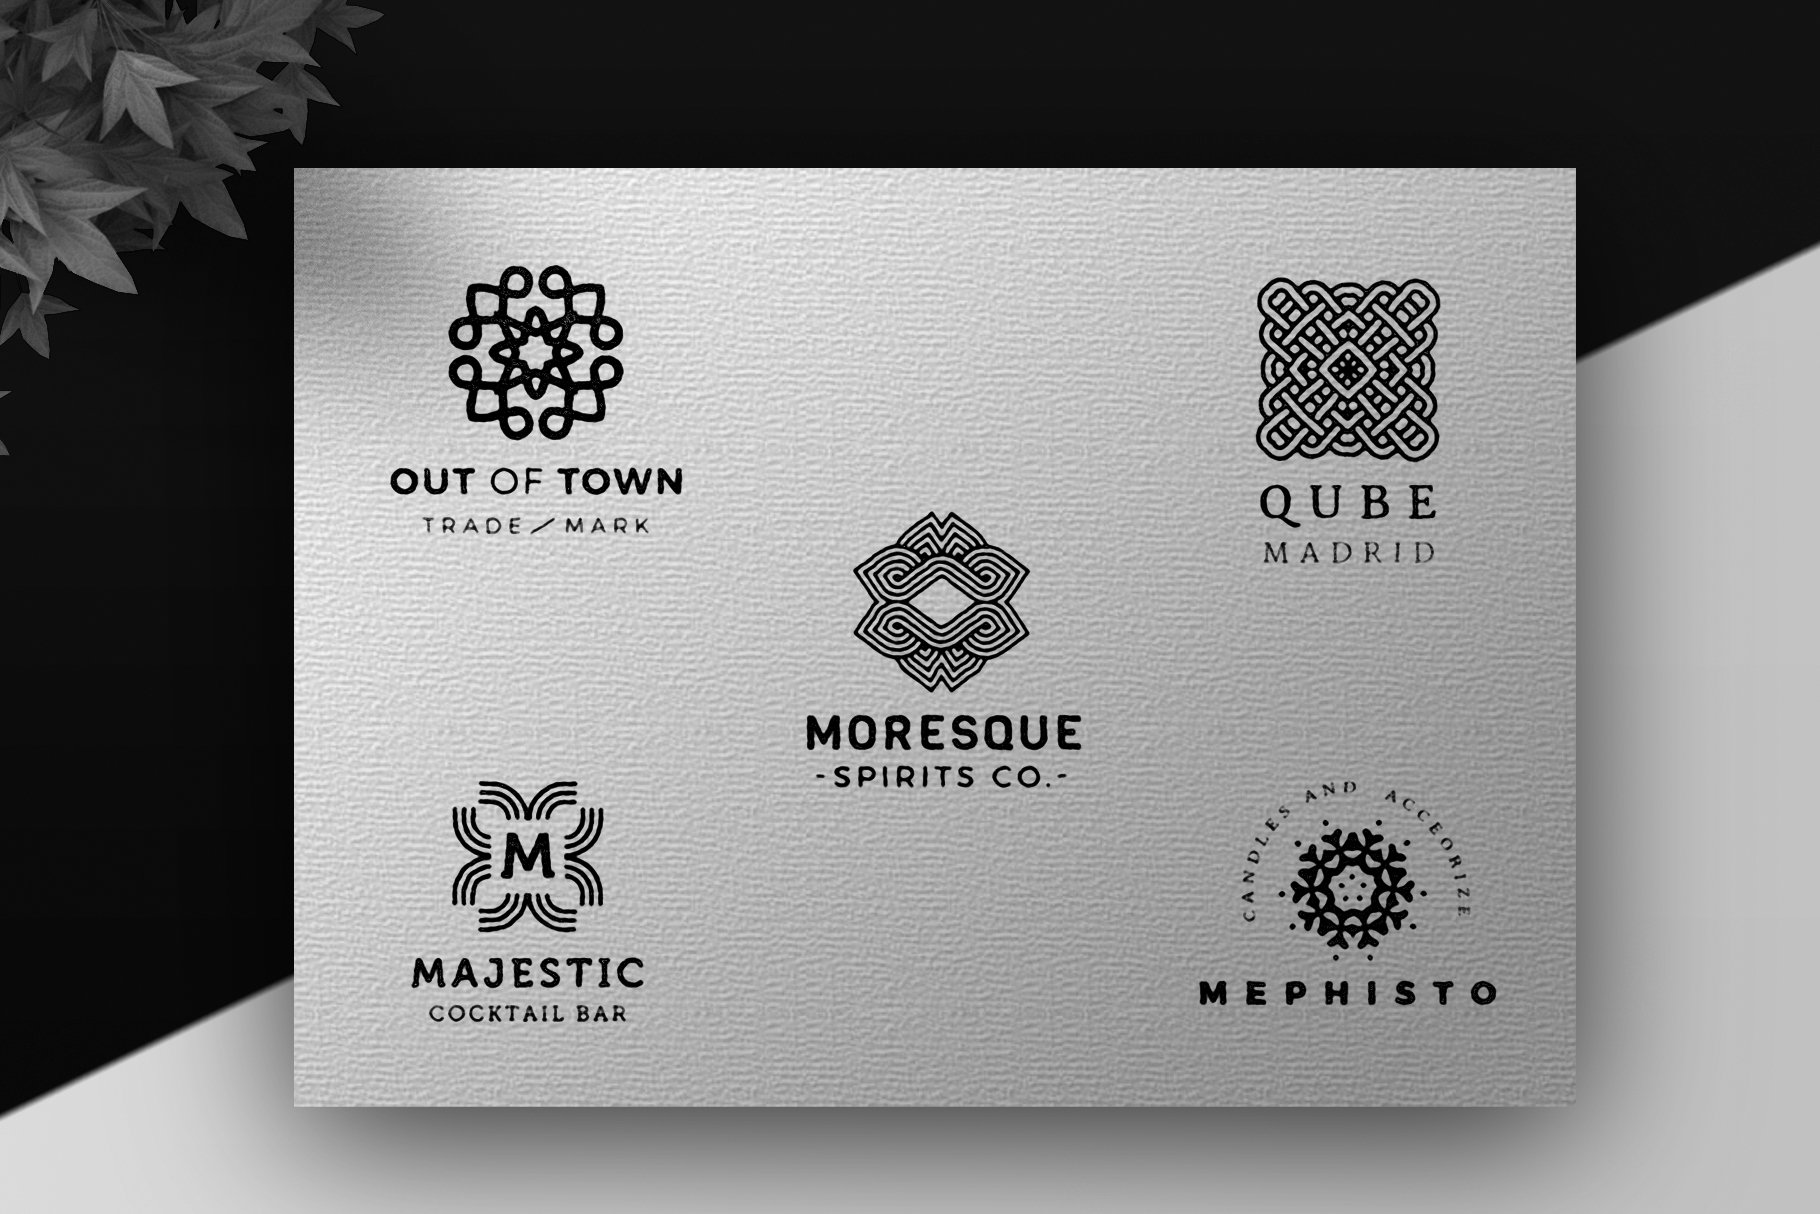 OUT OF TOWN
TRADE/MARK
QUBE
MADRID
MORESQUE
-SPIRITS CO.-
M
MAJESTIC
COCKTAIL BAR
CANDLES AND ACCEORIZE
MEPHISTO